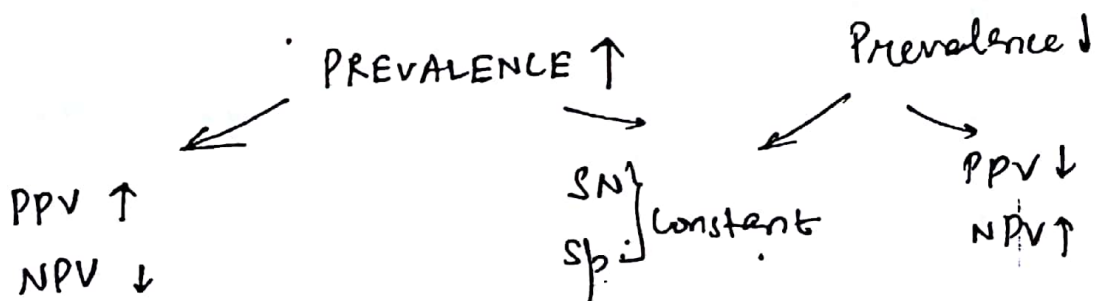 PREVALENCE ↑
Prevalence ↓
PPV ↑
NPV ↓
SN } Constant
Sp.
PPV ↓
NPV ↑